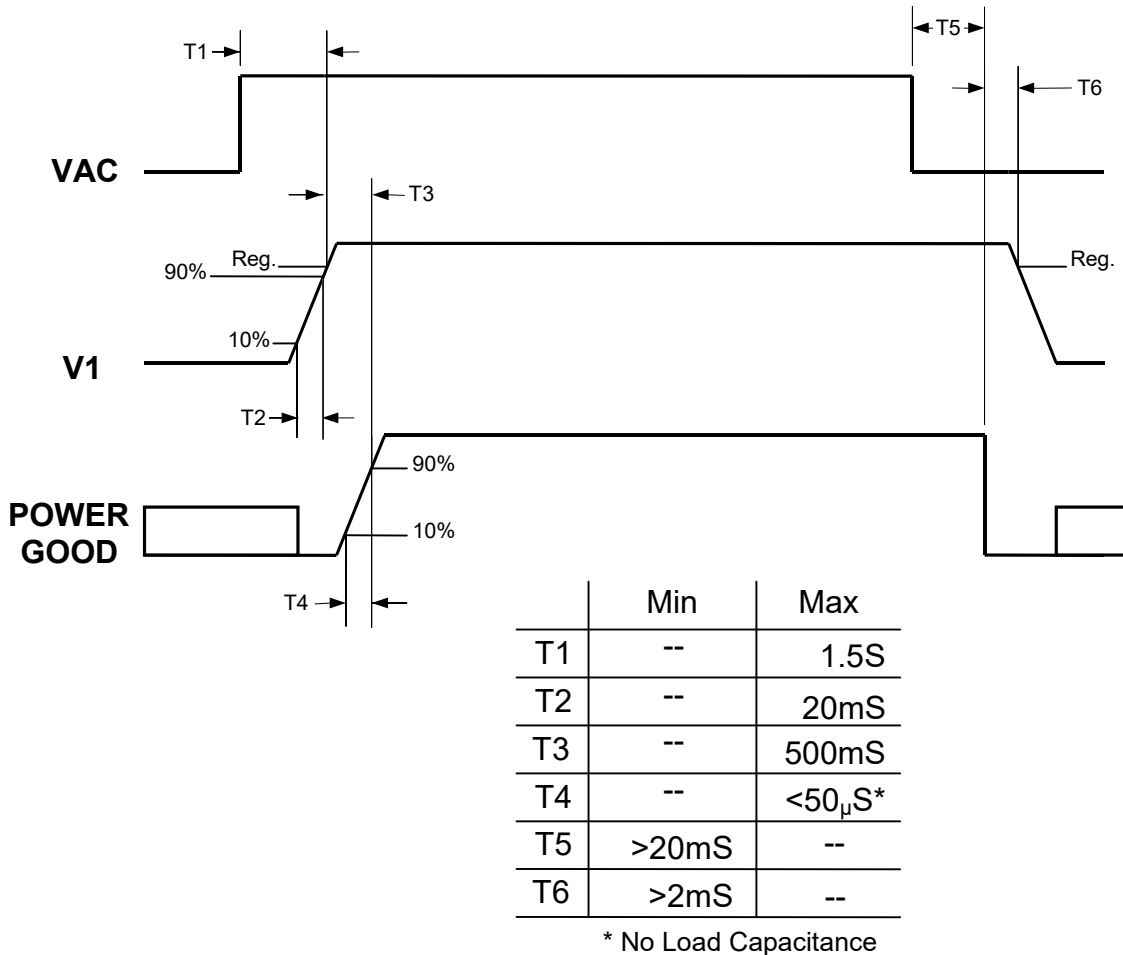 T1
T5
T6
VAC
T3
Reg.
90%
10%
V1
Reg.
T2
90%
10%
POWER
GOOD
T4
Min Max
T1 -- 1.5S
T2 -- 20mS
T3 -- 500mS
T4 -- <50µS*
T5 >20mS --
T6 >2mS --
* No Load Capacitance